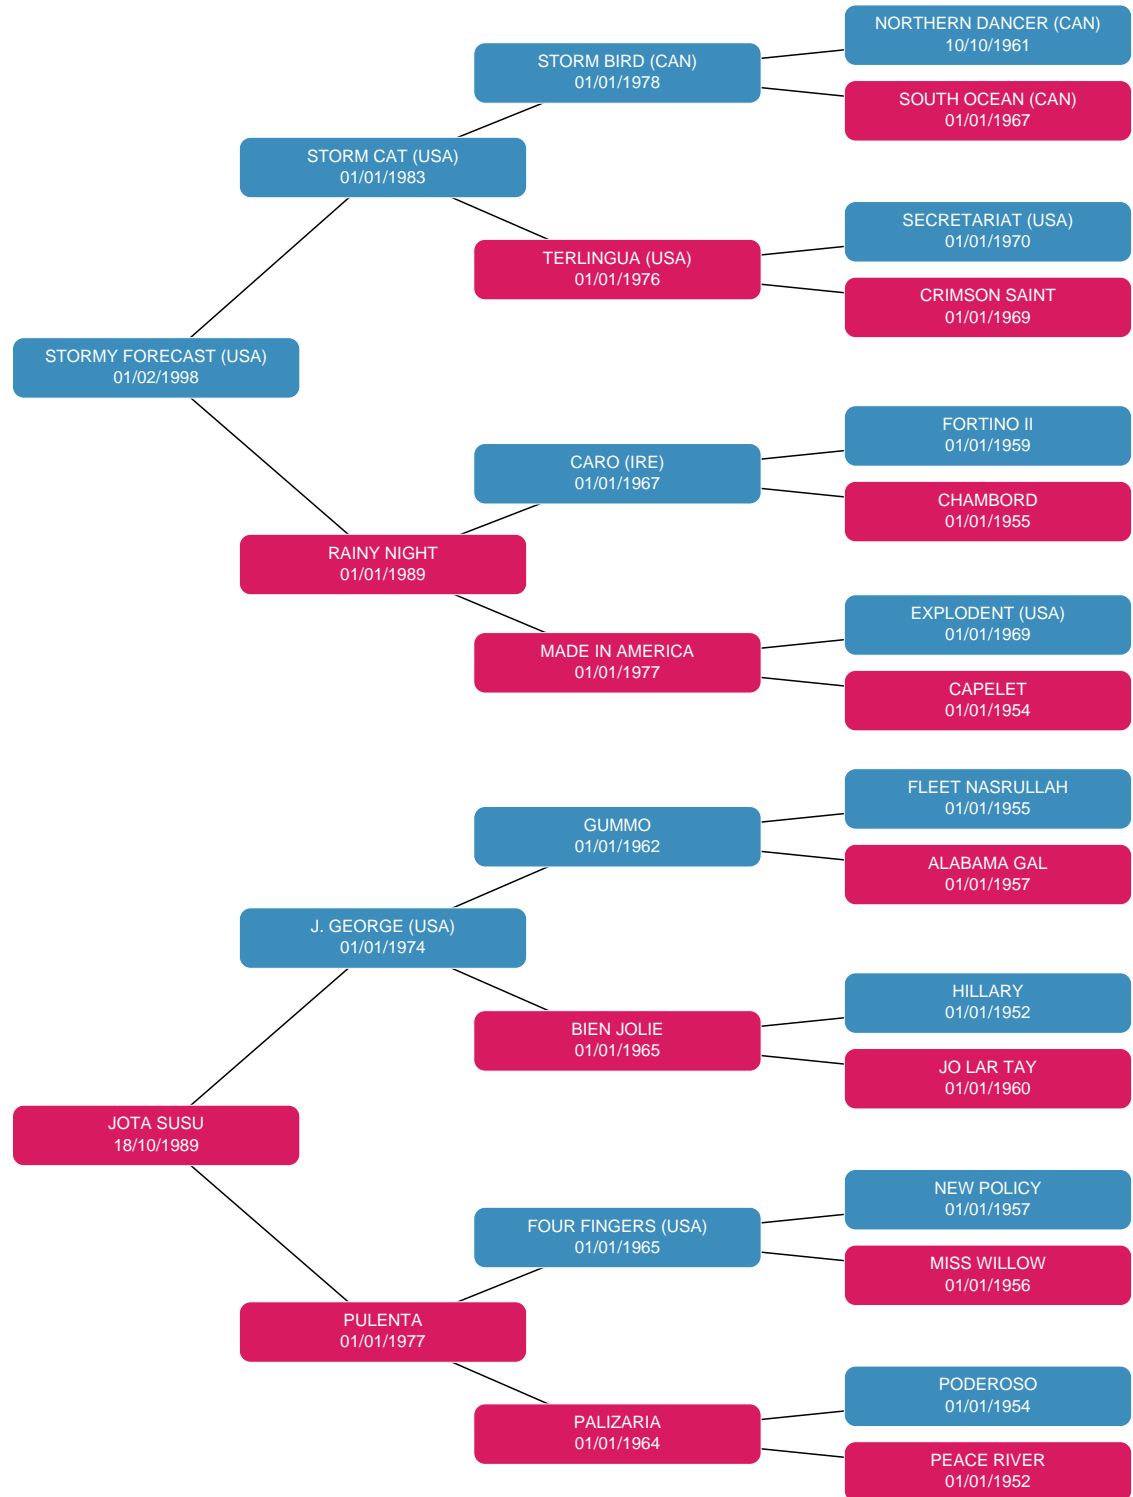 NORTHERN DANCER (CAN)
10/10/1961
STORM BIRD (CAN)
01/01/1978
SOUTH OCEAN (CAN)
01/01/1967
STORM CAT (USA)
01/01/1983
SECRETARIAT (USA)
01/01/1970
TERLINGUA (USA)
01/01/1976
CRIMSON SAINT
01/01/1969
STORMY FORECAST (USA)
01/02/1998
FORTINO II
01/01/1959
CARO (IRE)
01/01/1967
CHAMBORD
01/01/1955
RAINY NIGHT
01/01/1989
EXPLODENT (USA)
01/01/1969
MADE IN AMERICA
01/01/1977
CAPELET
01/01/1954
FLEET NASRULLAH
01/01/1955
GUMMO
01/01/1962
ALABAMA GAL
01/01/1957
J. GEORGE (USA)
01/01/1974
HILLARY
01/01/1952
BIEN JOLIE
01/01/1965
JO LAR TAY
01/01/1960
JOTA SUSU
18/10/1989
NEW POLICY
01/01/1957
FOUR FINGERS (USA)
01/01/1965
MISS WILLOW
01/01/1956
PULENTA
01/01/1977
PODEROSO
01/01/1954
PALIZARIA
01/01/1964
PEACE RIVER
01/01/1952